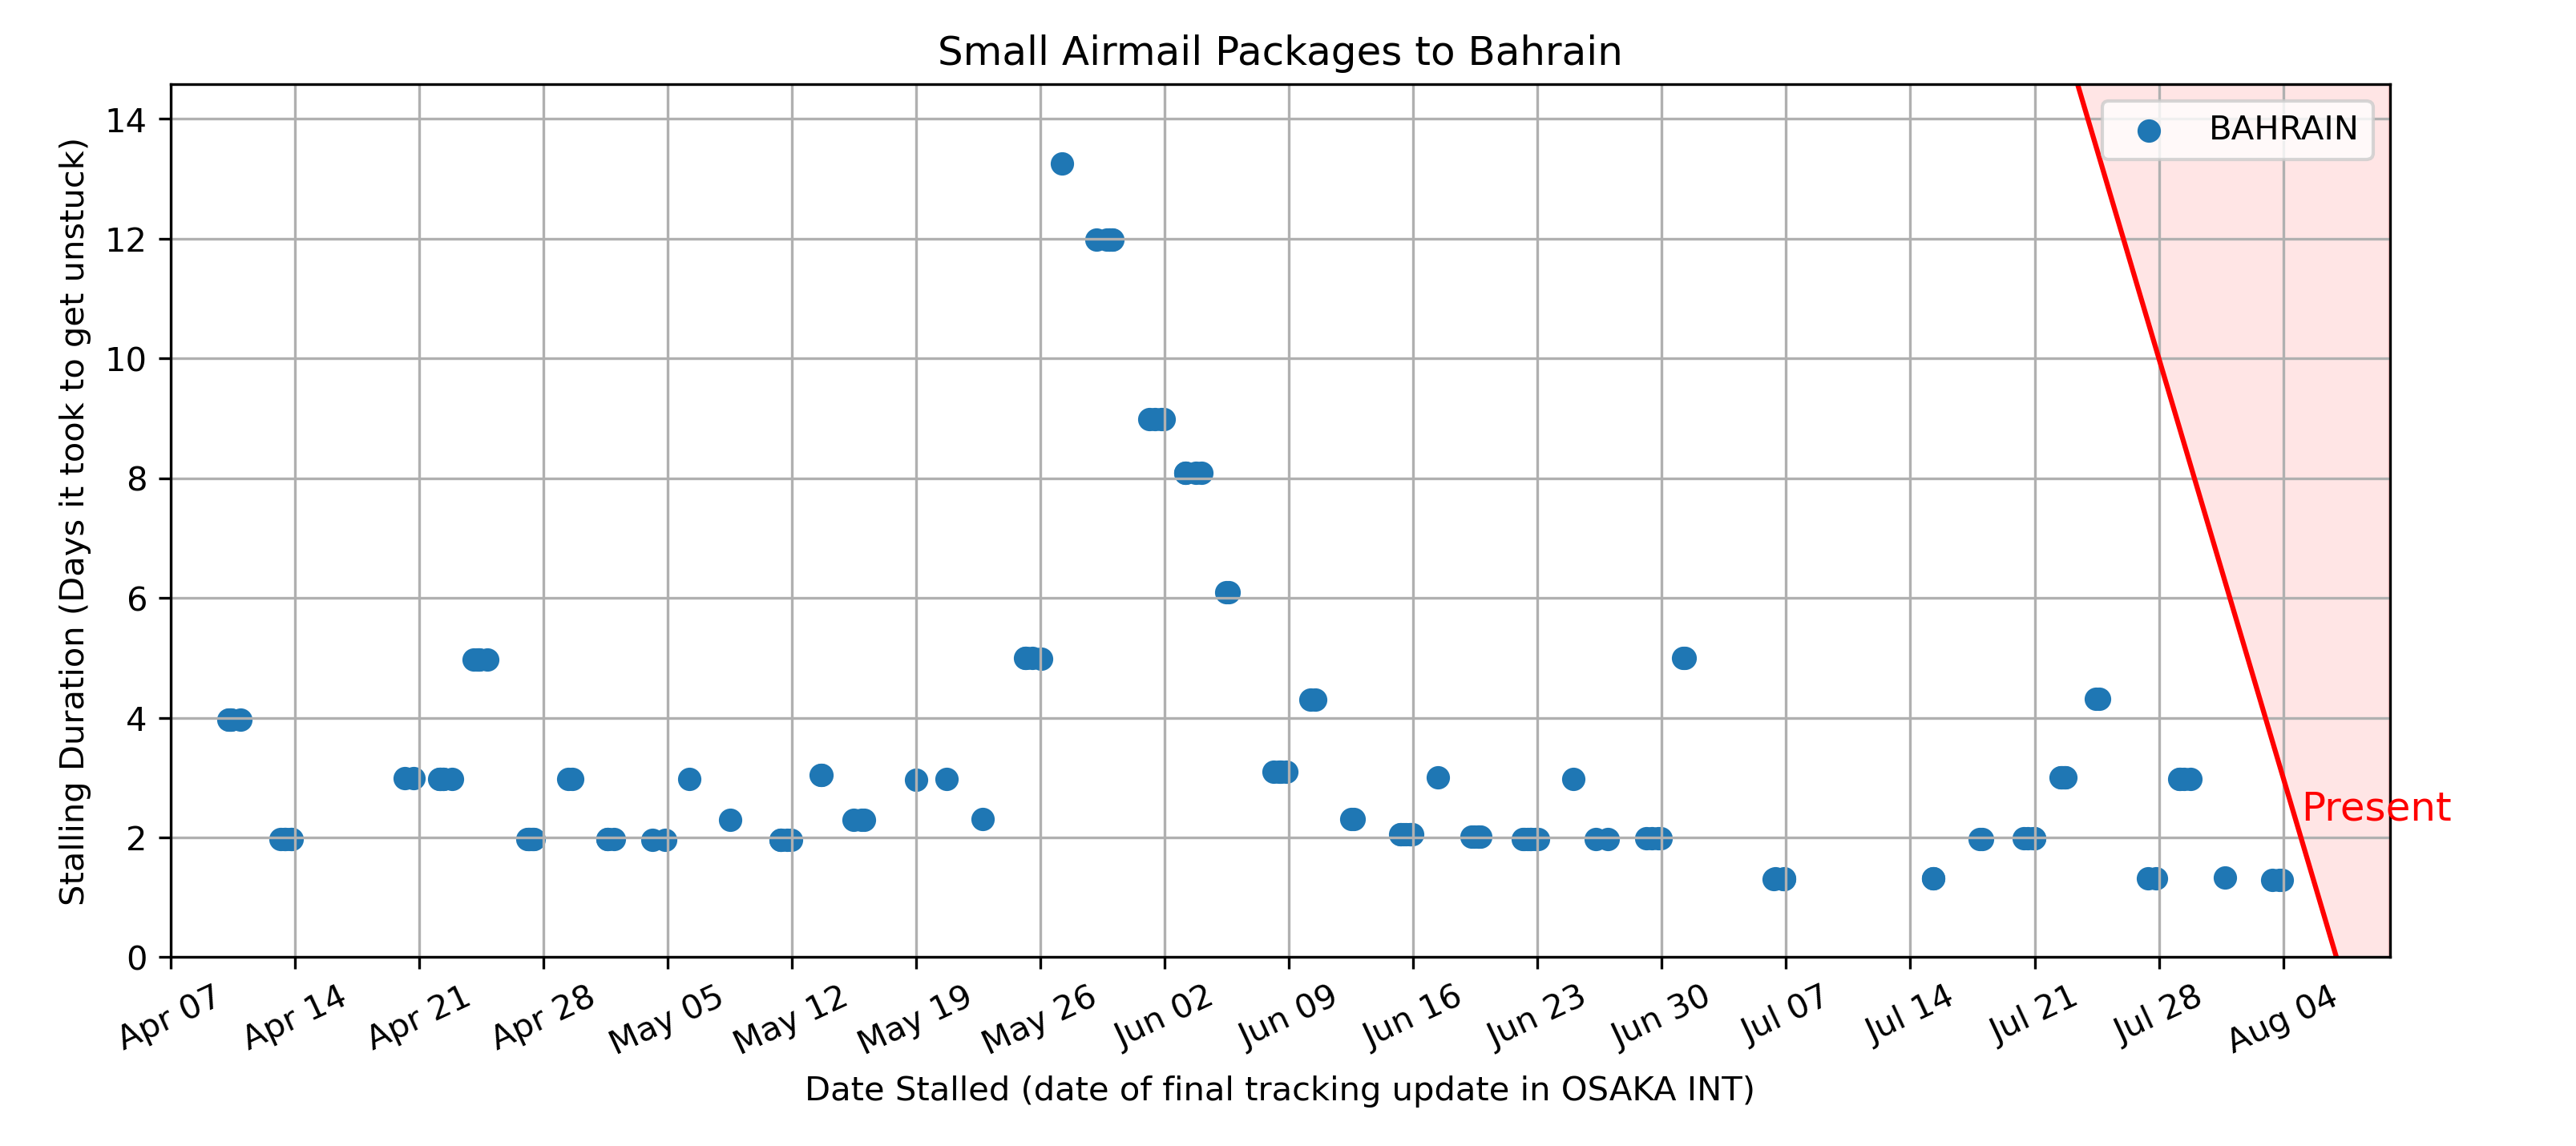 Small Airmail Packages to Bahrain
BAHRAIN
Stalling Duration (Days it took to get unstuck)
14
12
10
8
6
4
2
0
Present
Apr 07
Apr 14
Apr 21
Apr 28
May 05
May 12
May 19
May 26
Jun 02
Jun 09
Jun 16
Jun 23
Jun 30
Jul 07
Jul 14
Jul 21
Jul 28
Aug 04
Date Stalled (date of final tracking update in OSAKA INT)